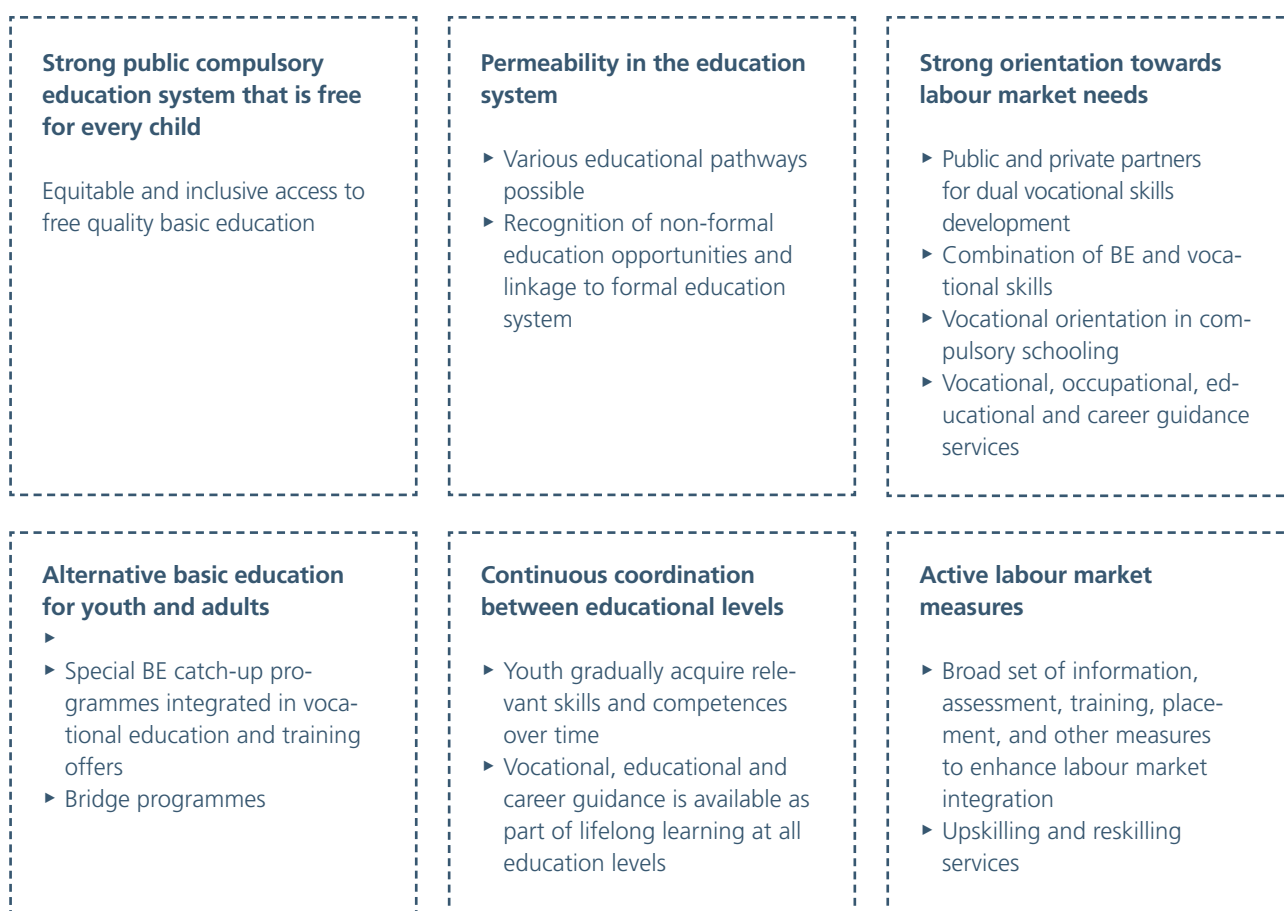 Strong public compulsory
education system that is free
for every child
Equitable and inclusive access to
free quality basic education
Permeability in the education
system
▸ Various educational pathways
possible
▸ Recognition of non-formal
education opportunities and
linkage to formal education
system
Strong orientation towards
labour market needs
▸ Public and private partners
for dual vocational skills
development
▸ Combination of BE and voca-
tional skills
▸ Vocational orientation in com-
pulsory schooling
▸ Vocational, occupational, ed-
ucational and career guidance
services
Alternative basic education
for youth and adults
▸
▸ Special BE catch-up pro-
grammes integrated in voca-
tional education and training
offers
▸ Bridge programmes
Continuous coordination
between educational levels
▸ Youth gradually acquire rele-
vant skills and competences
over time
▸ Vocational, educational and
career guidance is available as
part of lifelong learning at all
education levels
Active labour market
measures
▸ Broad set of information,
assessment, training, place-
ment, and other measures
to enhance labour market
integration
▸ Upskilling and reskilling
services